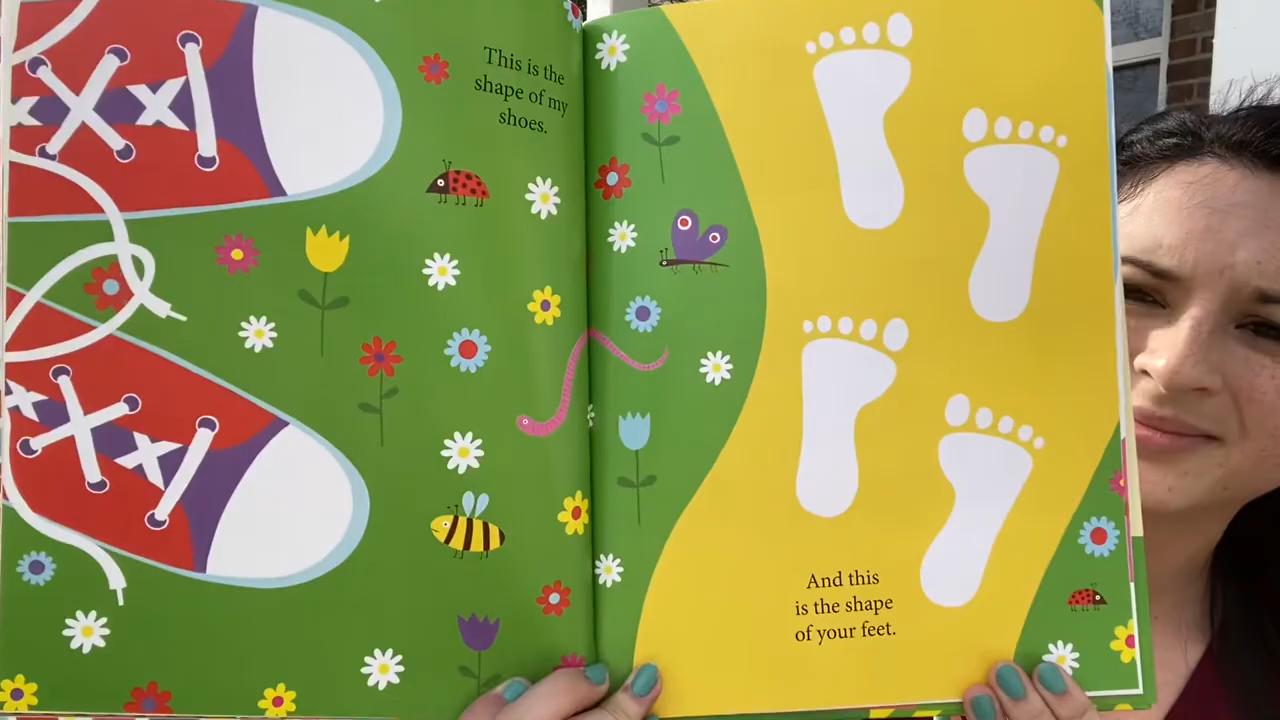 This is the
shape of my
shoes.
And this
is the shape
of your feet.